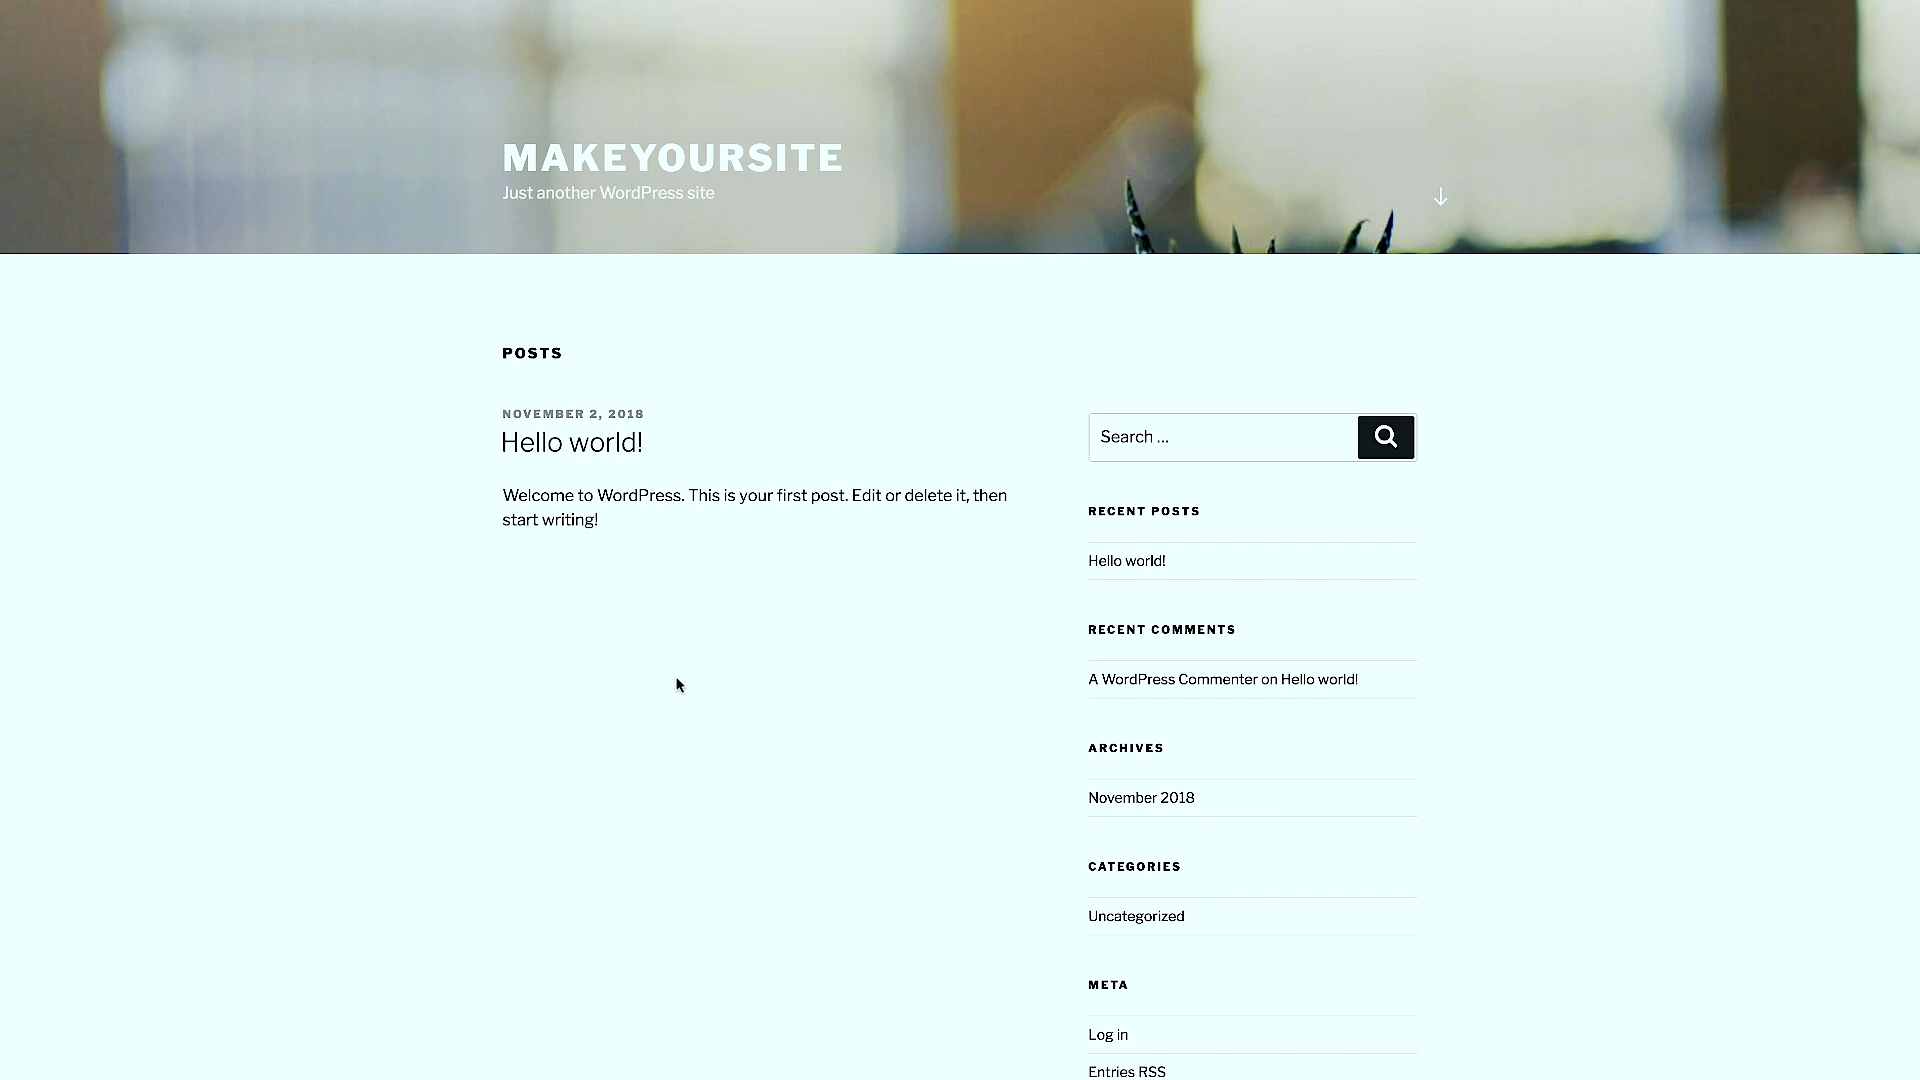 MAKEYOURSITE
Just another WordPress site
POSTS
NOVEMBER 2, 2018
Hello world!
Welcome to WordPress. This is your first post. Edit or delete it, then
start writing!
Search …
RECENT POSTS
Hello world!
RECENT COMMENTS
A WordPress Commenter on Hello world!
ARCHIVES
November 2018
CATEGORIES
Uncategorized
META
Log in
Entries RSS